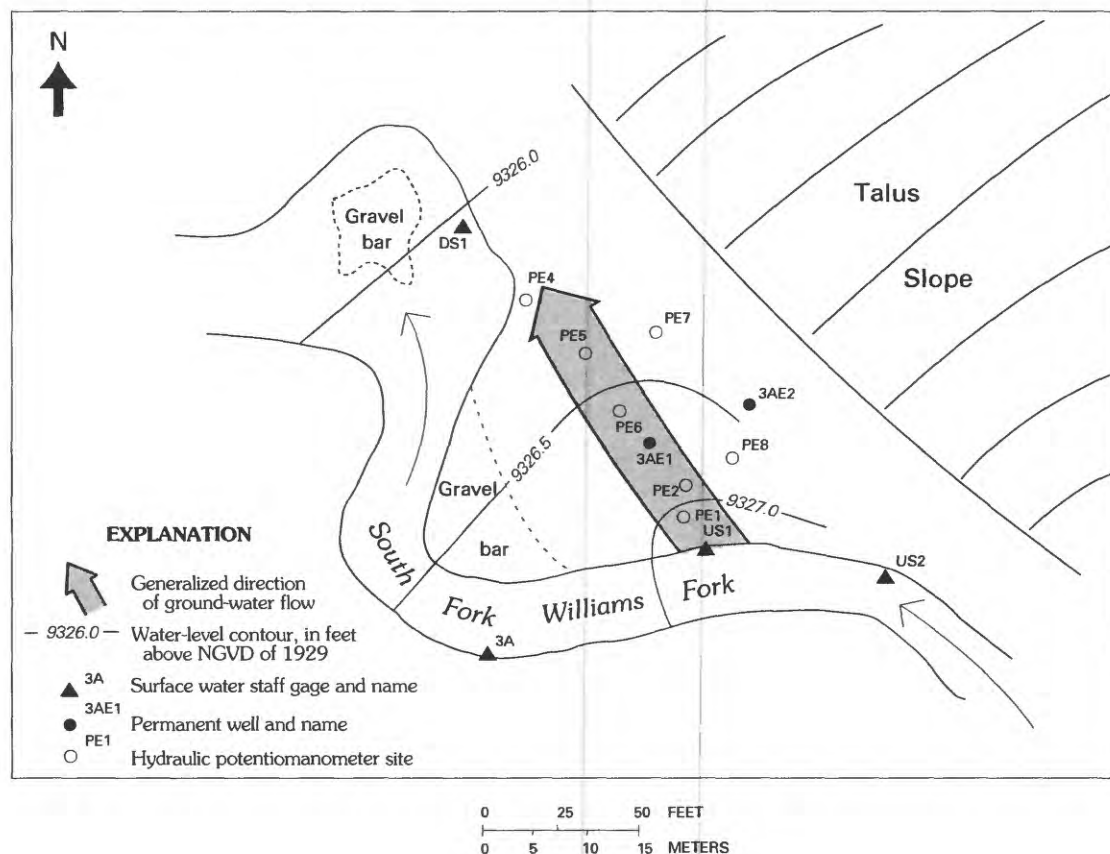 N
9326.0
Talus
Slope
Gravel
bar
DS1
PE4
PE7
PE5
3AE2
PE6
3AE1
PE8
9326.5
PE2
9327.0
Gravel
PE1
US1
bar
US2
South
Fork
Williams
Fork
3A
EXPLANATION
Generalized direction
of ground-water flow
— 9326.0 — Water-level contour, in feet
above NGVD of 1929
3A Surface water staff gage and name
3AE1
Permanent well and name
PE1
Hydraulic potentiomanometer site
0 25 50 FEET
0 5 10 15 METERS